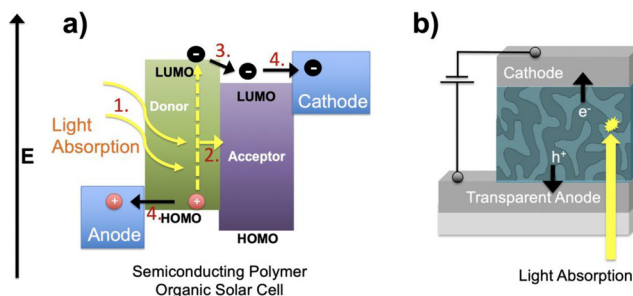 a)
E
LUMO
Donor
1.
Light
Absorption
2.
3.
4.
LUMO
Cathode
Acceptor
4.
HOMO
HOMO
Anode
+
+
Semiconducting Polymer
Organic Solar Cell
b)
Cathode
e-
h+
Transparent Anode
Light Absorption